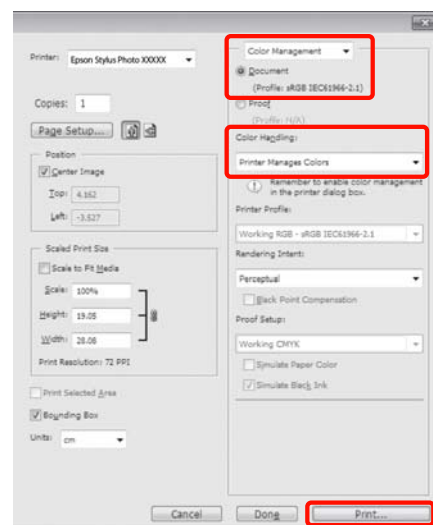 Printer:
Epson Stylus Photo XXXXX
Copies:
1
Page Setup...
Position
Center Image
Top:
4.162
Left:
-3.527
Scaled Print Size
Scale to Fit Media
Scale:
100%
Height:
19.05
Width:
28.08
Print Resolution: 72 PPI
Print Selected Area
Bounding Box
Units:
cm
Color Management
Document
(Profile: sRGB IEC61966-2.1)
Proof
(Profile: N/A)
Color Handling:
Printer Manages Colors
Remember to enable color management
in the printer dialog box.
Printer Profile:
Working RGB - sRGB IEC61966-2.1
Rendering Intent:
Perceptual
Black Point Compensation
Proof Setup:
Working CMYK
Simulate Paper Color
Simulate Black Ink
Cancel
Done
Print...